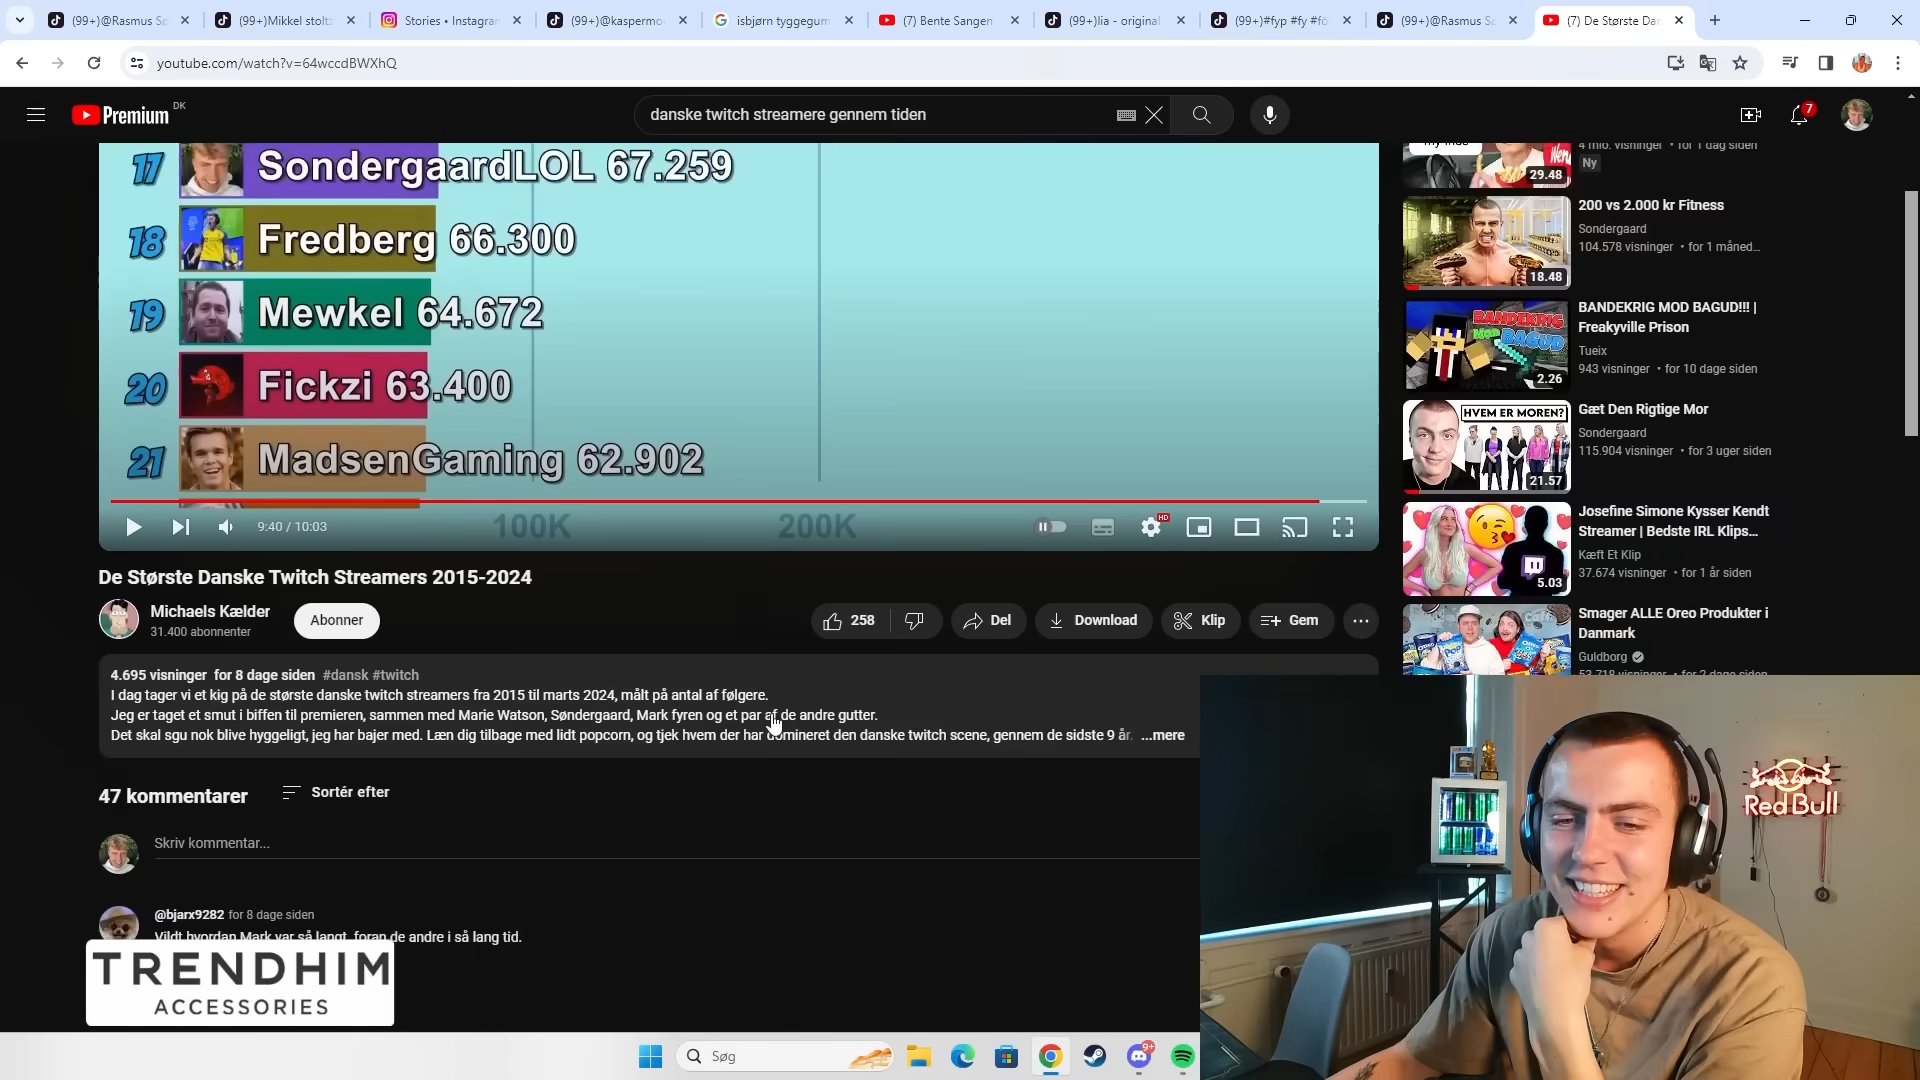 (99+)@Rasmus Sø
(99+)Mikkel stoltz
Stories • Instagram
(99+)@kaspermo
isbjørn tyggegum
(7) Bente Sangen
(99+)lia - original
(99+)#fyp #fy #fö
(99+)@Rasmus Sø
(7) De Største Dan
youtube.com/watch?v=64wccdBWXhQ
Premium DK
danske twitch streamere gennem tiden
7
17 SondergaardLOL 67.259
18 Fredberg 66.300
19 Mewkel 64.672
20 Fickzi 63.400
21 MadsenGaming 62.902
100K 200K
9:40 / 10:03
HD
De Største Danske Twitch Streamers 2015-2024
Michaels Kælder
31.400 abonnenter
Abonner
258
Del
Download
Klip
Gem
4.695 visninger for 8 dage siden #dansk #twitch
I dag tager vi et kig på de største danske twitch streamers fra 2015 til marts 2024, målt på antal af følgere.
Jeg er taget et smut i biffen til premieren, sammen med Marie Watson, Søndergaard, Mark fyren og et par af de andre gutter.
Det skal sgu nok blive hyggeligt, jeg har bajer med. Læn dig tilbage med lidt popcorn, og tjek hvem der har domineret den danske twitch scene, gennem de sidste 9 år. ...mere
47 kommentarer
Sortér efter
Skriv kommentar...
@bjarx9282 for 8 dage siden
Vildt hvordan Mark var så langt foran de andre i så lang tid.
TRENDHIM
ACCESSORIES
4 mio. visninger • for 1 dag siden
Ny
29.48
200 vs 2.000 kr Fitness
Sondergaard
104.578 visninger • for 1 måned...
18.48
BANDEKRIG MOD BAGUD!!! |
Freakyville Prison
Tueix
943 visninger • for 10 dage siden
BANDEKRIG
MOD
BAGUD
2.26
Gæt Den Rigtige Mor
Sondergaard
115.904 visninger • for 3 uger siden
HVEM ER MOREN?
21.57
Josefine Simone Kysser Kendt
Streamer | Bedste IRL Klips...
Kæft Et Klip
37.674 visninger • for 1 år siden
5.03
Smager ALLE Oreo Produkter i
Danmark
Guldborg
53.718 visninger
Red Bull
Søg
9+